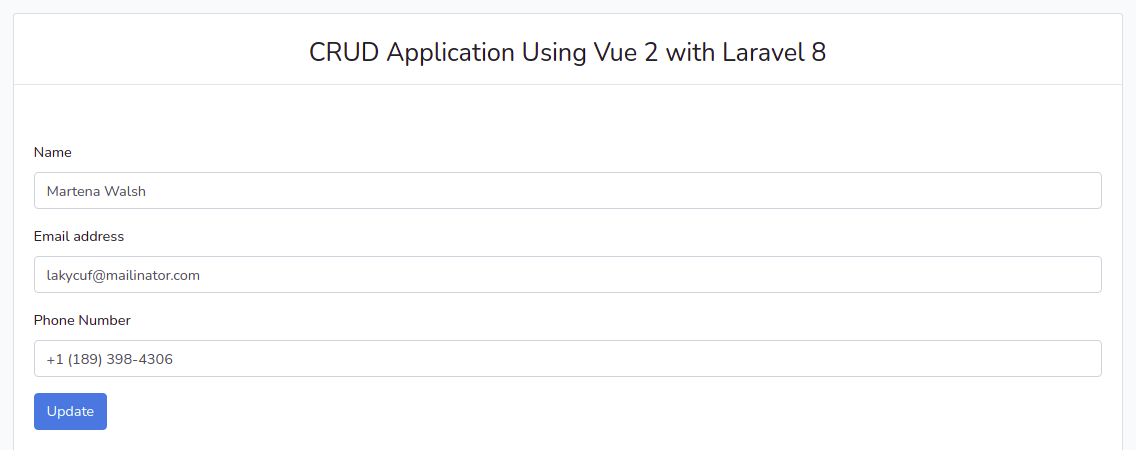 CRUD Application Using Vue 2 with Laravel 8
Name
Martena Walsh
Email address
lakycuf@mailinator.com
Phone Number
+1 (189) 398-4306
Update